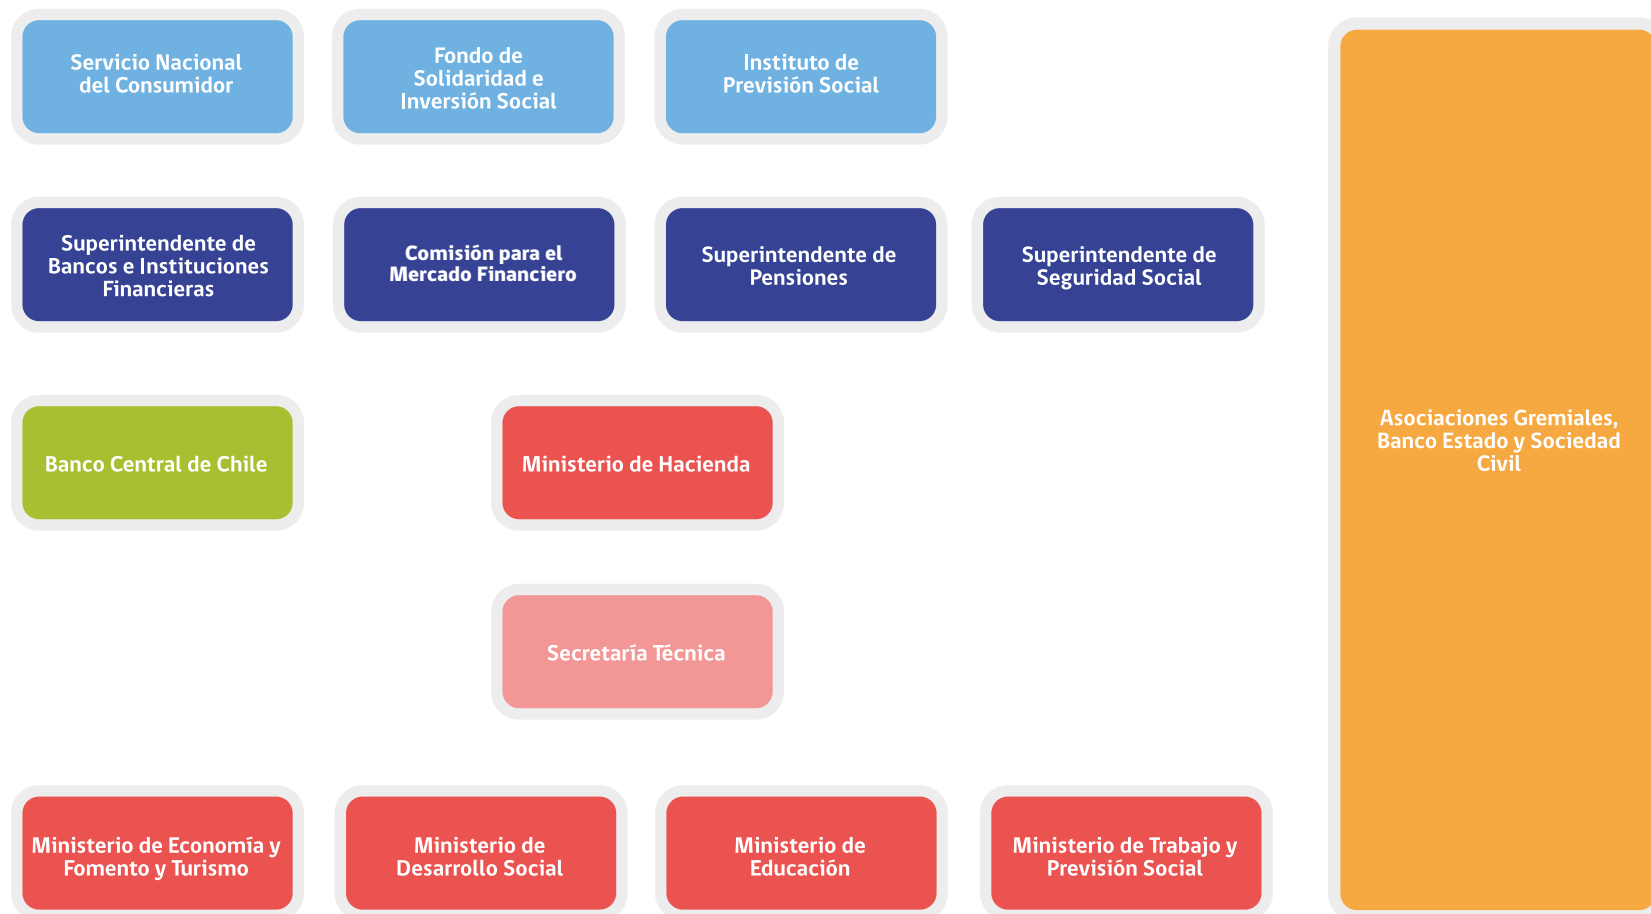 Servicio Nacional
del Consumidor
Fondo de
Solidaridad e
Inversión Social
Instituto de
Previsión Social
Superintendente de
Bancos e Instituciones
Financieras
Comisión para el
Mercado Financiero
Superintendente de
Pensiones
Superintendente de
Seguridad Social
Banco Central de Chile
Ministerio de Hacienda
Asociaciones Gremiales,
Banco Estado y Sociedad
Civil
Secretaría Técnica
Ministerio de Economía y
Fomento y Turismo
Ministerio de
Desarrollo Social
Ministerio de
Educación
Ministerio de Trabajo y
Previsión Social